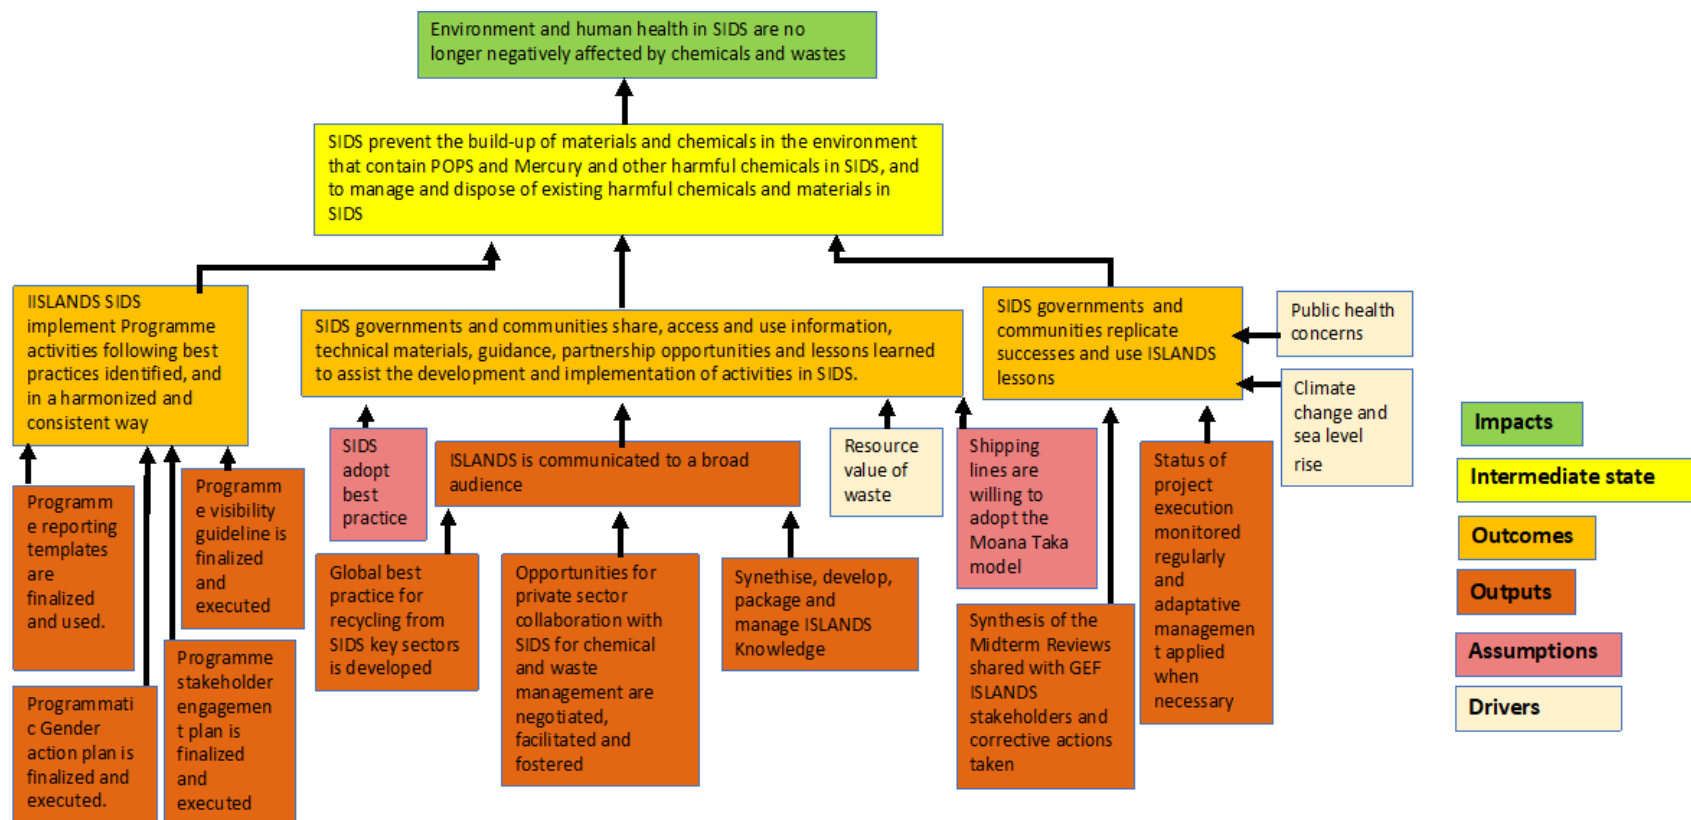 Environment and human health in SIDS are no
longer negatively affected by chemicals and wastes
SIDS prevent the build-up of materials and chemicals in the environment
that contain POPS and Mercury and other harmful chemicals in SIDS, and
to manage and dispose of existing harmful chemicals and materials in
SIDS
IISLANDS SIDS
implement Programme
activities following best
practices identified, and
in a harmonized and
consistent way
SIDS governments and communities share, access and use information,
technical materials, guidance, partnership opportunities and lessons learned
to assist the development and implementation of activities in SIDS.
SIDS governments and
communities replicate
successes and use ISLANDS
lessons
Public health
concerns
Climate
change and
sea level
rise
Programm
e reporting
templates
are
finalized
and used.
Programm
e visibility
guideline is
finalized
and
executed
Programmati
c Gender
action plan is
finalized and
executed.
Programme
stakeholder
engagemen
t plan is
finalized
and
executed
SIDS
adopt
best
practice
ISLANDS is communicated to a broad
audience
Resource
value of
waste
Shipping
lines are
willing to
adopt the
Moana Taka
model
Global best
practice for
recycling from
SIDS key sectors
is developed
Opportunities for
private sector
collaboration with
SIDS for chemical
and waste
management are
negotiated,
facilitated and
fostered
Synethise, develop,
package and
manage ISLANDS
Knowledge
Synthesis of the
Midterm Reviews
shared with GEF
ISLANDS
stakeholders and
corrective actions
taken
Status of
project
execution
monitored
regularly
and
adaptative
managemen
t applied
when
necessary
Impacts
Intermediate state
Outcomes
Outputs
Assumptions
Drivers